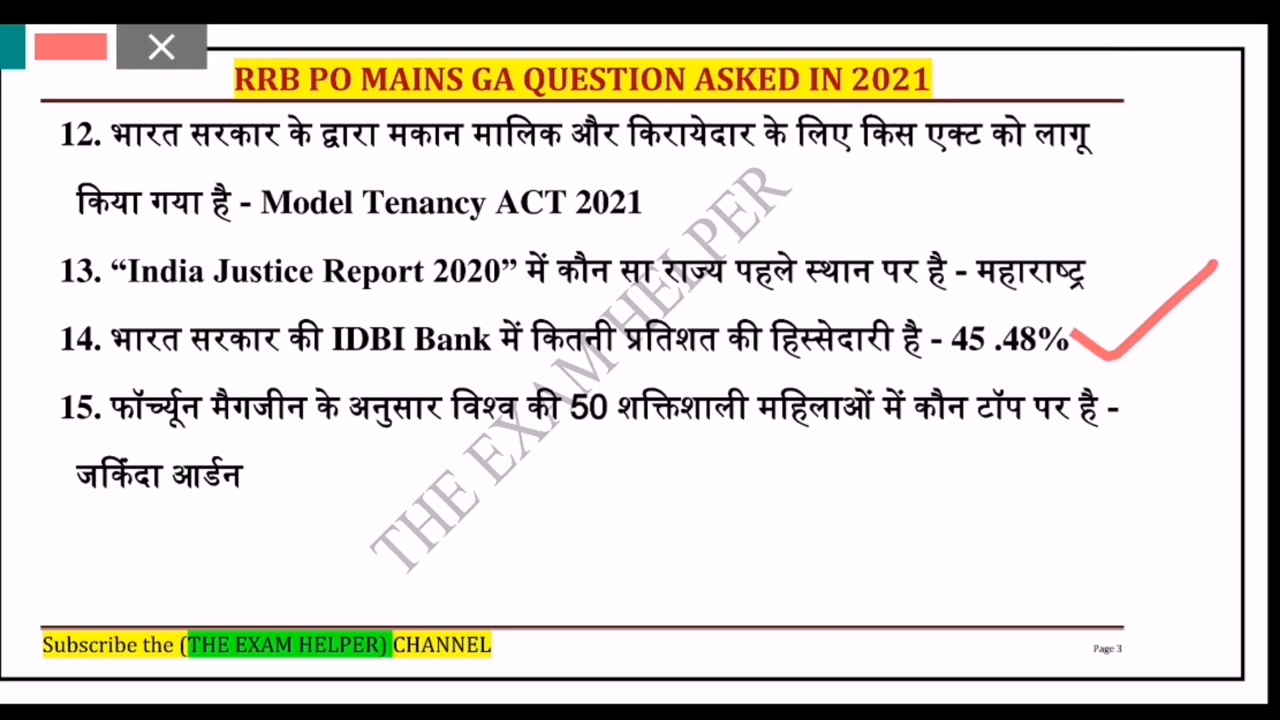 RRB PO MAINS GA QUESTION ASKED IN 2021
12. भारत सरकार के द्वारा मकान मालिक और किरायेदार के लिए किस एक्ट को लागू
किया गया है - Model Tenancy ACT 2021
13. “India Justice Report 2020” में कौन सा राज्य पहले स्थान पर है - महाराष्ट्र
14. भारत सरकार की IDBI Bank में कितनी प्रतिशत की हिस्सेदारी है - 45 .48%
15. फॉर्च्यून मैगजीन के अनुसार विश्व की 50 शक्तिशाली महिलाओं में कौन टॉप पर है -
जकिंदा आर्डन
THE EXAM HELPER
Subscribe the (THE EXAM HELPER) CHANNEL
Page 3